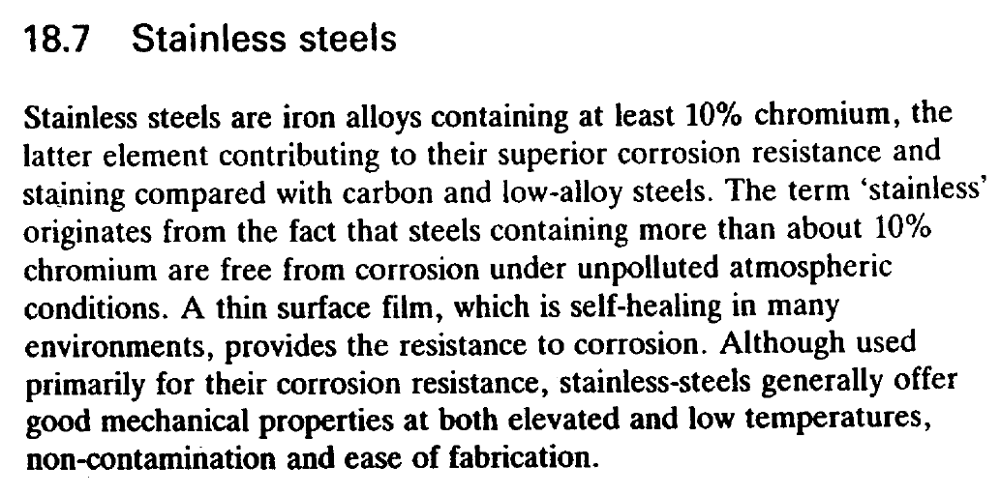 18.7 Stainless steels
Stainless steels are iron alloys containing at least 10% chromium, the
latter element contributing to their superior corrosion resistance and
staining compared with carbon and low-alloy steels. The term ‘stainless’
originates from the fact that steels containing more than about 10%
chromium are free from corrosion under unpolluted atmospheric
conditions. A thin surface film, which is self-healing in many
environments, provides the resistance to corrosion. Although used
primarily for their corrosion resistance, stainless-steels generally offer
good mechanical properties at both elevated and low temperatures,
non-contamination and ease of fabrication.